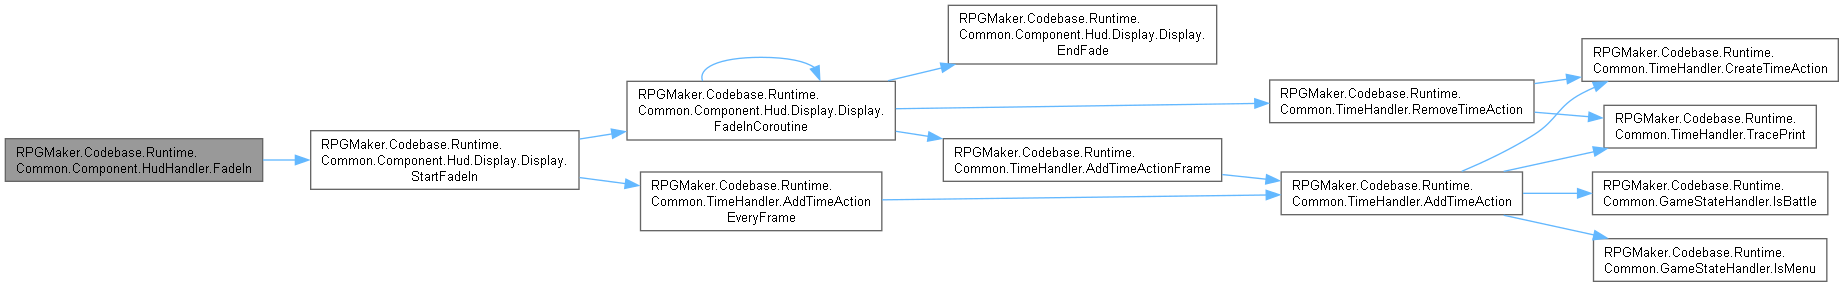 RPGMaker.Codebase.Runtime.
Common.Component.HudHandler.FadeIn
RPGMaker.Codebase.Runtime.
Common.Component.Hud.Display.Display.
StartFadeIn
RPGMaker.Codebase.Runtime.
Common.Component.Hud.Display.Display.
FadeInCoroutine
RPGMaker.Codebase.Runtime.
Common.TimeHandler.AddTimeAction
EveryFrame
RPGMaker.Codebase.Runtime.
Common.Component.Hud.Display.Display.
EndFade
RPGMaker.Codebase.Runtime.
Common.TimeHandler.AddTimeActionFrame
RPGMaker.Codebase.Runtime.
Common.TimeHandler.RemoveTimeAction
RPGMaker.Codebase.Runtime.
Common.TimeHandler.AddTimeAction
RPGMaker.Codebase.Runtime.
Common.TimeHandler.CreateTimeAction
RPGMaker.Codebase.Runtime.
Common.TimeHandler.TracePrint
RPGMaker.Codebase.Runtime.
Common.GameStateHandler.IsBattle
RPGMaker.Codebase.Runtime.
Common.GameStateHandler.IsMenu